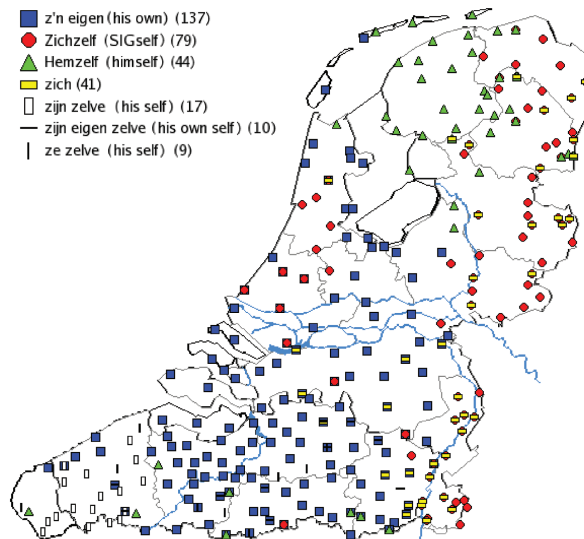 z'n eigen (his own) (137)
Zichzelf (SIGself) (79)
Hemzelf (himself) (44)
zich (41)
zijn zelve (his self) (17)
zijn eigen zelve (his own self) (10)
ze zelve (his self) (9)